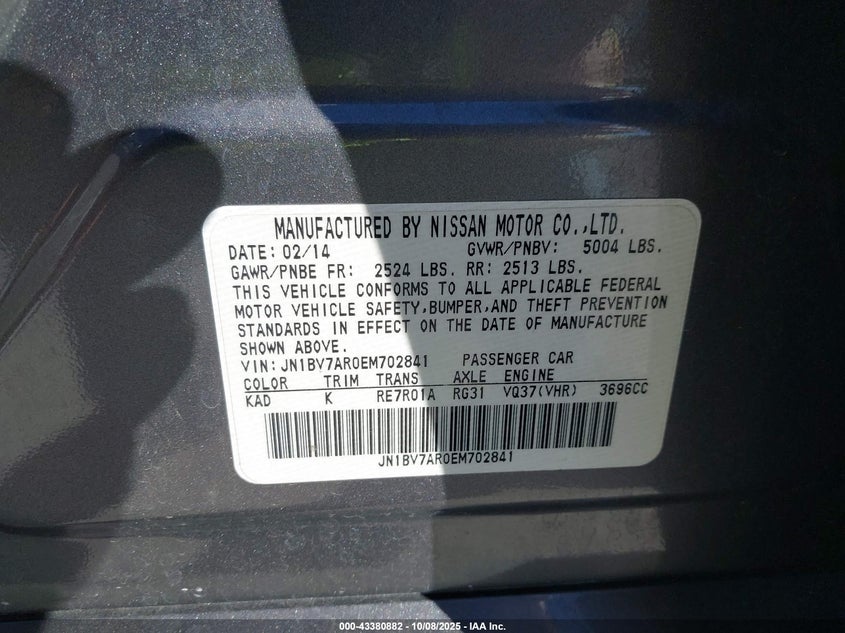 MANUFACTURED BY NISSAN MOTOR CO.,LTD.
DATE: 02/14 GVWR/PNBV: 5004 LBS.
GAWR/PNBE FR: 2524 LBS. RR: 2513 LBS.
THIS VEHICLE CONFORMS TO ALL APPLICABLE FEDERAL
MOTOR VEHICLE SAFETY,BUMPER,AND THEFT PREVENTION
STANDARDS IN EFFECT ON THE DATE OF MANUFACTURE
SHOWN ABOVE.
VIN:JN1BV7AR0EM702841 PASSENGER CAR
COLOR TRIM TRANS AXLE ENGINE
KAD K RE7R01A RG31 VQ37(VHR) 3696CC
JN1BV7AR0EM702841
000-43380882 - 10/08/2025 - IAA Inc.